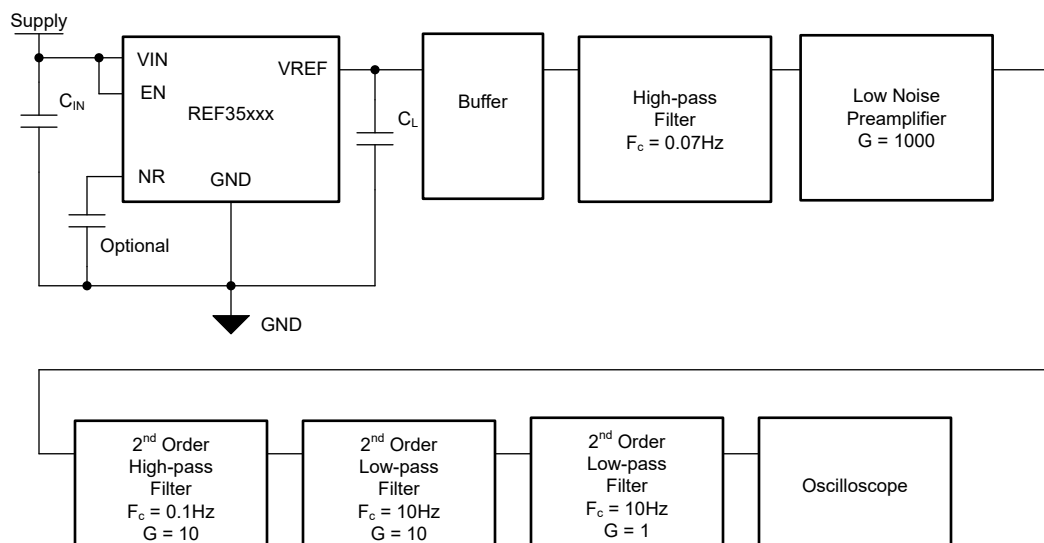 Supply
VIN
VREF
EN
C_IN
REF35xxx
C_L
NR
GND
Optional
GND
Buffer
High-pass
Filter
F_c = 0.07Hz
Low Noise
Preamplifier
G = 1000
2nd Order
High-pass
Filter
F_c = 0.1Hz
G = 10
2nd Order
Low-pass
Filter
F_c = 10Hz
G = 10
2nd Order
Low-pass
Filter
F_c = 10Hz
G = 1
Oscilloscope